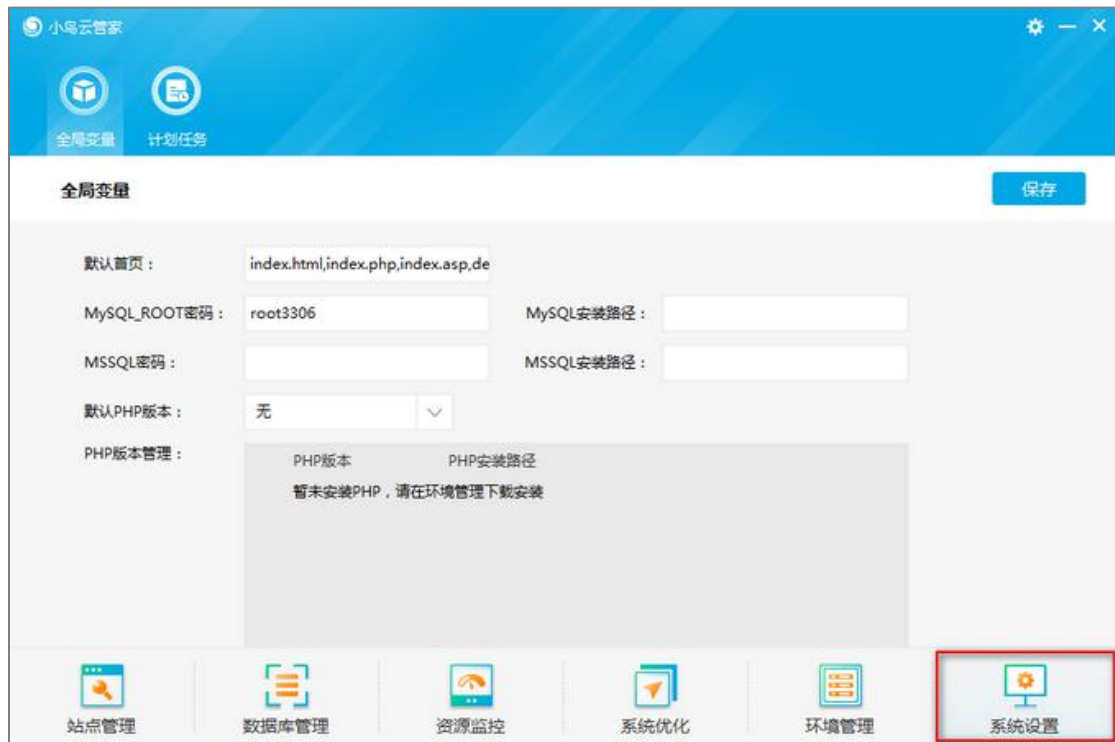 小鸟云管家
全局变量 计划任务
全局变量 保存
默认首页： index.html,index.php,index.asp,de
MySQL_ROOT密码： root3306 MySQL安装路径：
MSSQL密码： MSSQL安装路径：
默认PHP版本： 无
PHP版本管理： PHP版本 PHP安装路径
暂未安装PHP，请在环境管理下载安装
站点管理 数据库管理 资源监控 系统优化 环境管理 系统设置